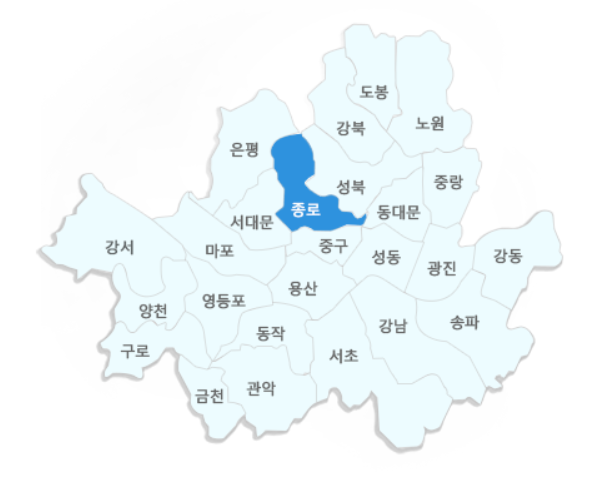 도봉
노원
강북
은평
성북
중랑
종로
동대문
서대문
중구
강서
마포
성동
강동
광진
용산
영등포
양천
강남
송파
동작
구로
서초
관악
금천